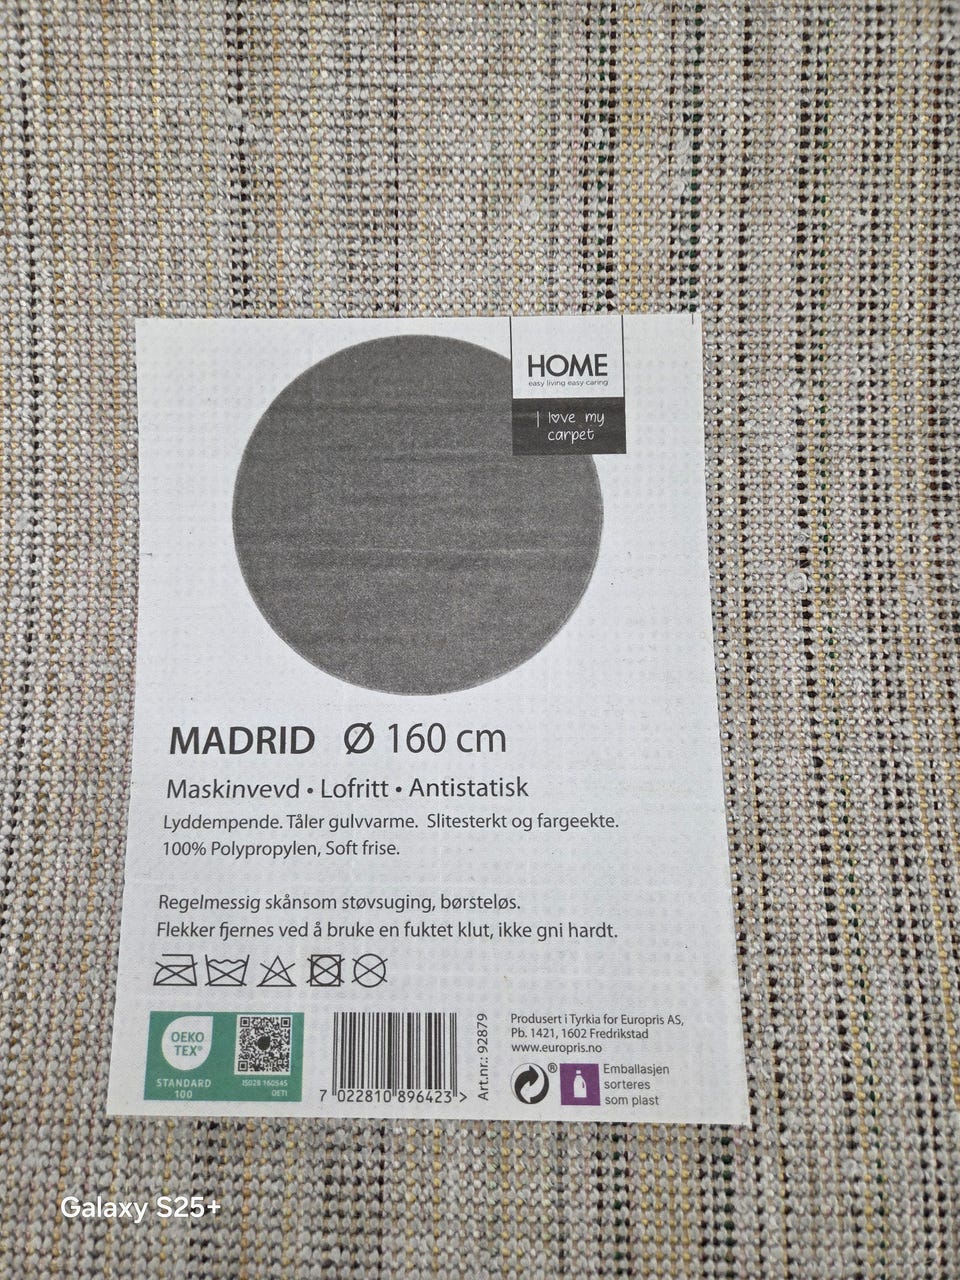 HOME
easy living easy caring
I love my
carpet
MADRID Ø 160 cm
Maskinvevd • Lofritt • Antistatisk
Lyddempende. Tåler gulvvarme. Slitesterkt og fargeekte.
100% Polypropylen, Soft frise.
Regelmessig skånsom støvsuging, børsteløs.
Flekker fjernes ved å bruke en fuktet klut, ikke gni hardt.
OEKO
TEX®
STANDARD
100
IS028 160545
OETI
7 022810 896423 >
Art.nr.: 92879
Produsert i Tyrkia for Europris AS,
Pb. 1421, 1602 Fredrikstad
www.europris.no
®
Emballasjen
sorteres
som plast
Galaxy S25+